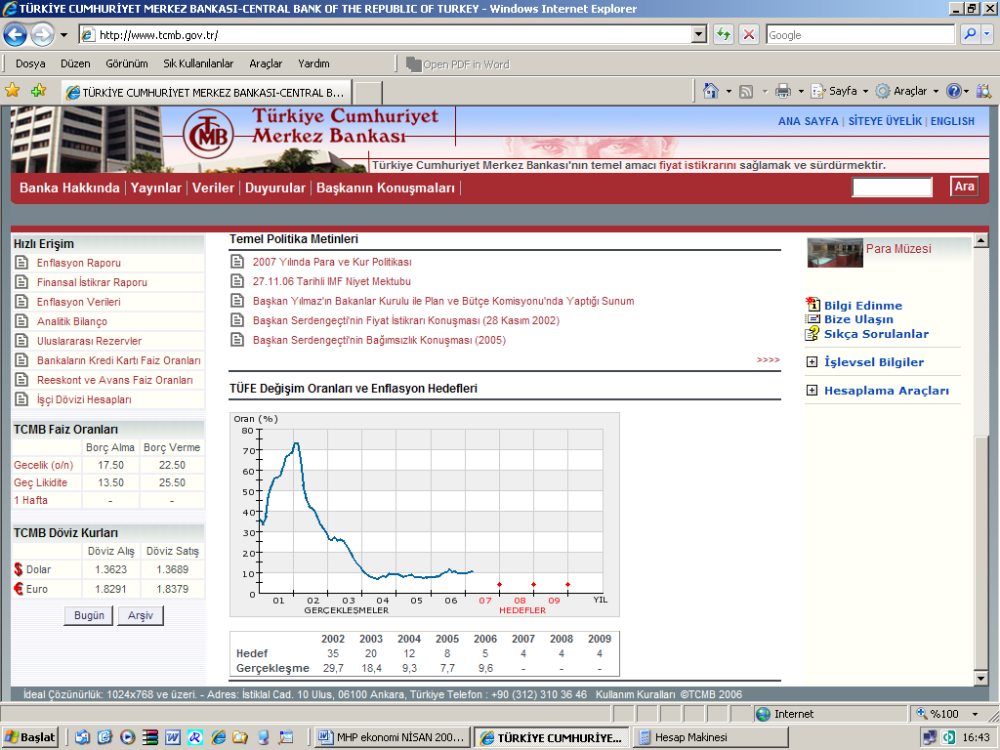 TÜRKİYE CUMHURİYET MERKEZ BANKASI-CENTRAL BANK OF THE REPUBLIC OF TURKEY - Windows Internet Explorer
http://www.tcmb.gov.tr/
Google
Dosya Düzen Görünüm Sık Kullanılanlar Araçlar Yardım
Open PDF in Word
TÜRKİYE CUMHURİYET MERKEZ BANKASI-CENTRAL B...
Sayfa Araçlar
TCMB
Türkiye Cumhuriyet
Merkez Bankası
ANA SAYFA | SİTEYE ÜYELİK | ENGLISH
Türkiye Cumhuriyet Merkez Bankası'nın temel amacı fiyat istikrarını sağlamak ve sürdürmektir.
Banka Hakkında | Yayınlar | Veriler | Duyurular | Başkanın Konuşmaları |
Ara
Hızlı Erişim
Enflasyon Raporu
Finansal İstikrar Raporu
Enflasyon Verileri
Analitik Bilanço
Uluslararası Rezervler
Bankaların Kredi Kartı Faiz Oranları
Reeskont ve Avans Faiz Oranları
İşçi Dövizi Hesapları
TCMB Faiz Oranları
Borç Alma Borç Verme
Gecelik (o/n) 17.50 22.50
Geç Likidite 13.50 25.50
1 Hafta - -
TCMB Döviz Kurları
Döviz Alış Döviz Satış
$ Dolar 1.3623 1.3689
€ Euro 1.8291 1.8379
Bugün Arşiv
Temel Politika Metinleri
2007 Yılında Para ve Kur Politikası
27.11.06 Tarihli IMF Niyet Mektubu
Başkan Yılmaz'ın Bakanlar Kurulu ile Plan ve Bütçe Komisyonu'nda Yaptığı Sunum
Başkan Serdengeçti'nin Fiyat İstikrarı Konuşması (28 Kasım 2002)
Başkan Serdengeçti'nin Bağımsızlık Konuşması (2005)
>>>>
TÜFE Değişim Oranları ve Enflasyon Hedefleri
Oran (%)
80
70
60
50
40
30
20
10
0
01 02 03 04 05 06 07 08 09 YIL
GERÇEKLEŞMELER HEDEFLER
2002 2003 2004 2005 2006 2007 2008 2009
Hedef 35 20 12 8 5 4 4 4
Gerçekleşme 29,7 18,4 9,3 7,7 9,6 - - -
Para Müzesi
Bilgi Edinme
Bize Ulaşın
Sıkça Sorulanlar
İşlevsel Bilgiler
Hesaplama Araçları
İdeal Çözünürlük: 1024x768 ve üzeri. - Adres: İstiklal Cad. 10 Ulus, 06100 Ankara, Türkiye Telefon : +90 (312) 310 36 46 Kullanım Kuralları ©TCMB 2006
Internet %100
Başlat MHP ekonomi NİSAN 200... TÜRKİYE CUMHURİYE... Hesap Makinesi 16:43